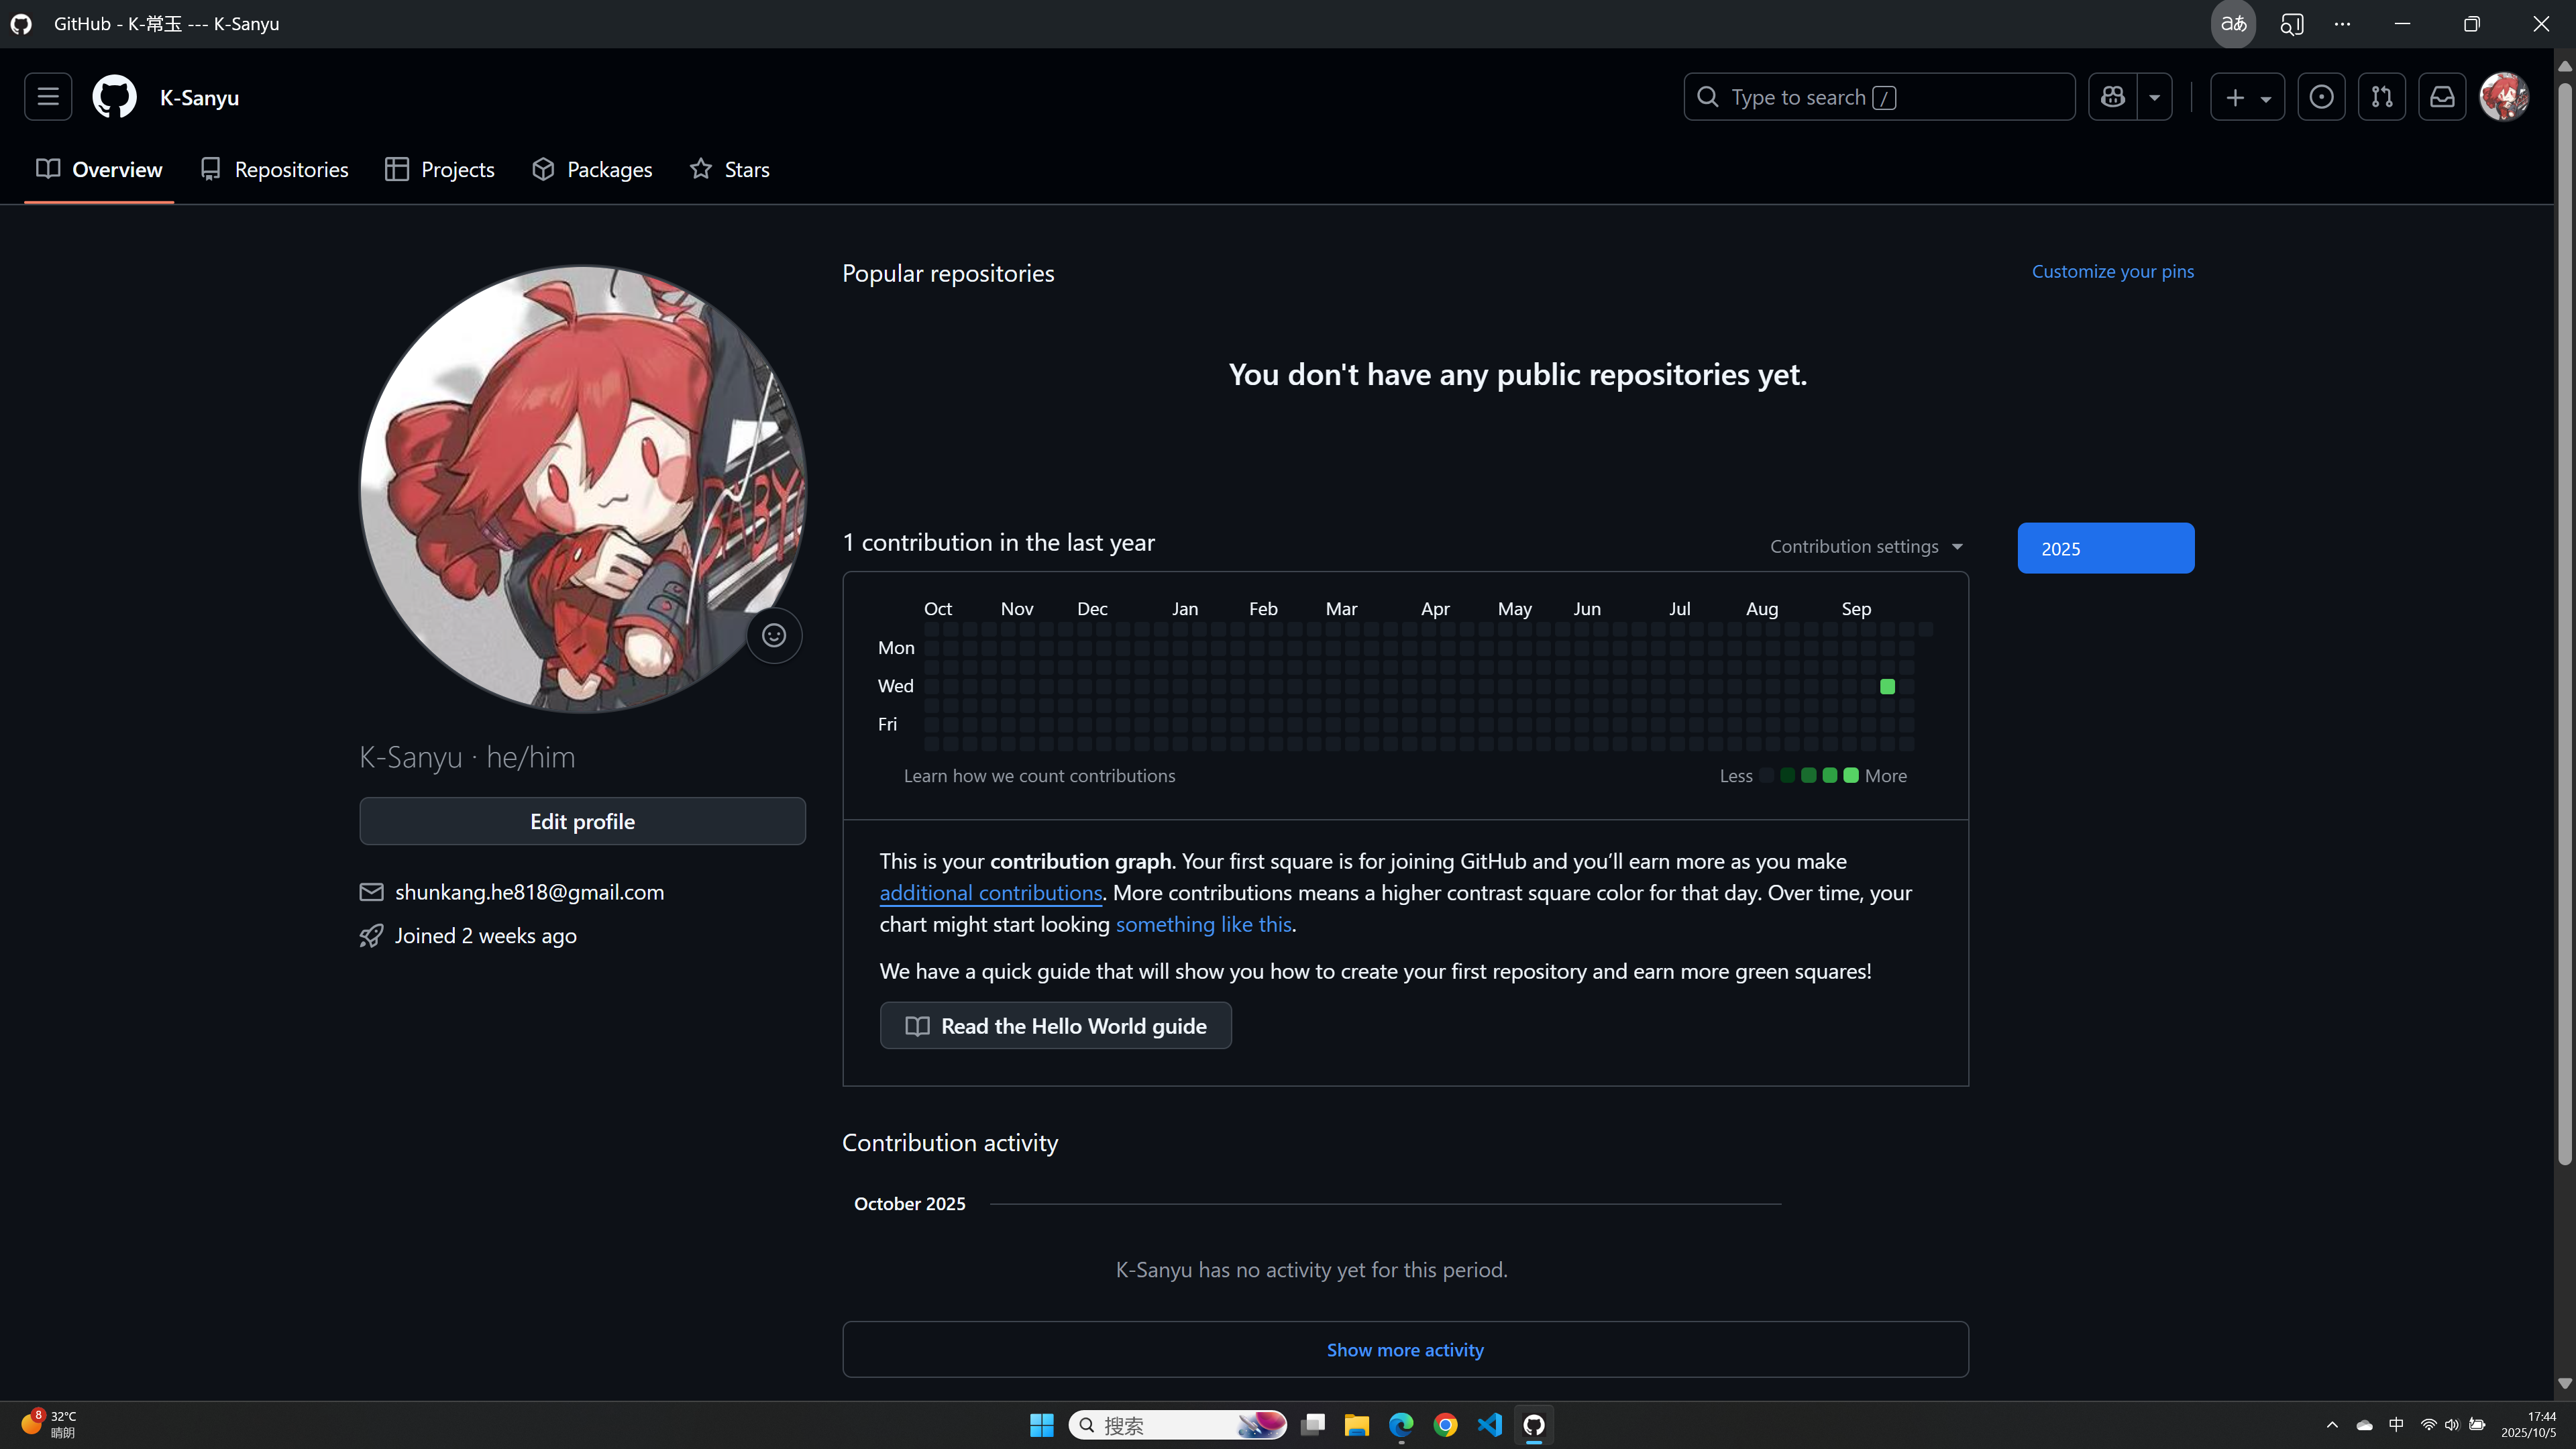 GitHub - K-常玉 --- K-Sanyu
aあ
K-Sanyu
Type to search /
Overview
Repositories
Projects
Packages
Stars
Popular repositories
Customize your pins
You don't have any public repositories yet.
BABY
1 contribution in the last year
Contribution settings
2025
Oct Nov Dec Jan Feb Mar Apr May Jun Jul Aug Sep
Mon
Wed
Fri
Learn how we count contributions
Less More
K-Sanyu · he/him
Edit profile
shunkang.he818@gmail.com
Joined 2 weeks ago
This is your contribution graph. Your first square is for joining GitHub and you’ll earn more as you make
additional contributions. More contributions means a higher contrast square color for that day. Over time, your
chart might start looking something like this.
We have a quick guide that will show you how to create your first repository and earn more green squares!
Read the Hello World guide
Contribution activity
October 2025
K-Sanyu has no activity yet for this period.
Show more activity
8
32°C
晴朗
搜索
中
17:44
2025/10/5